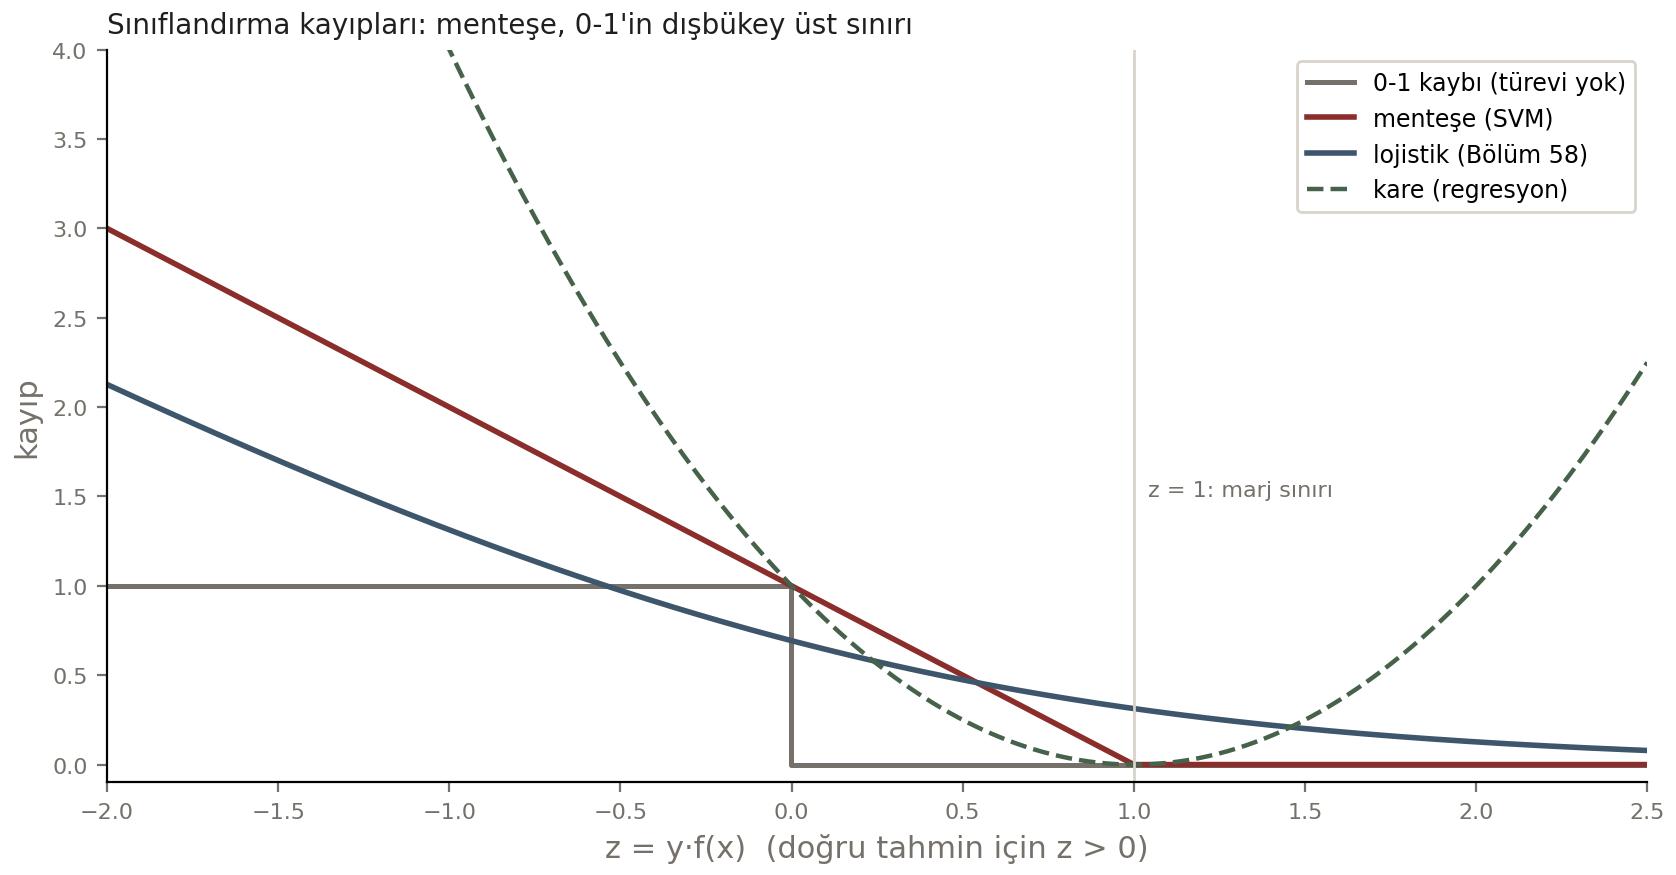 Sınıflandırma kayıpları: menteşe, 0-1'in dışbükey üst sınırı
4.0
3.5
3.0
2.5
2.0
1.5
1.0
0.5
0.0
kayıp
0-1 kaybı (türevi yok)
menteşe (SVM)
lojistik (Bölüm 58)
kare (regresyon)
z = 1: marj sınırı
−2.0 −1.5 −1.0 −0.5 0.0 0.5 1.0 1.5 2.0 2.5
z = y·f(x) (doğru tahmin için z > 0)